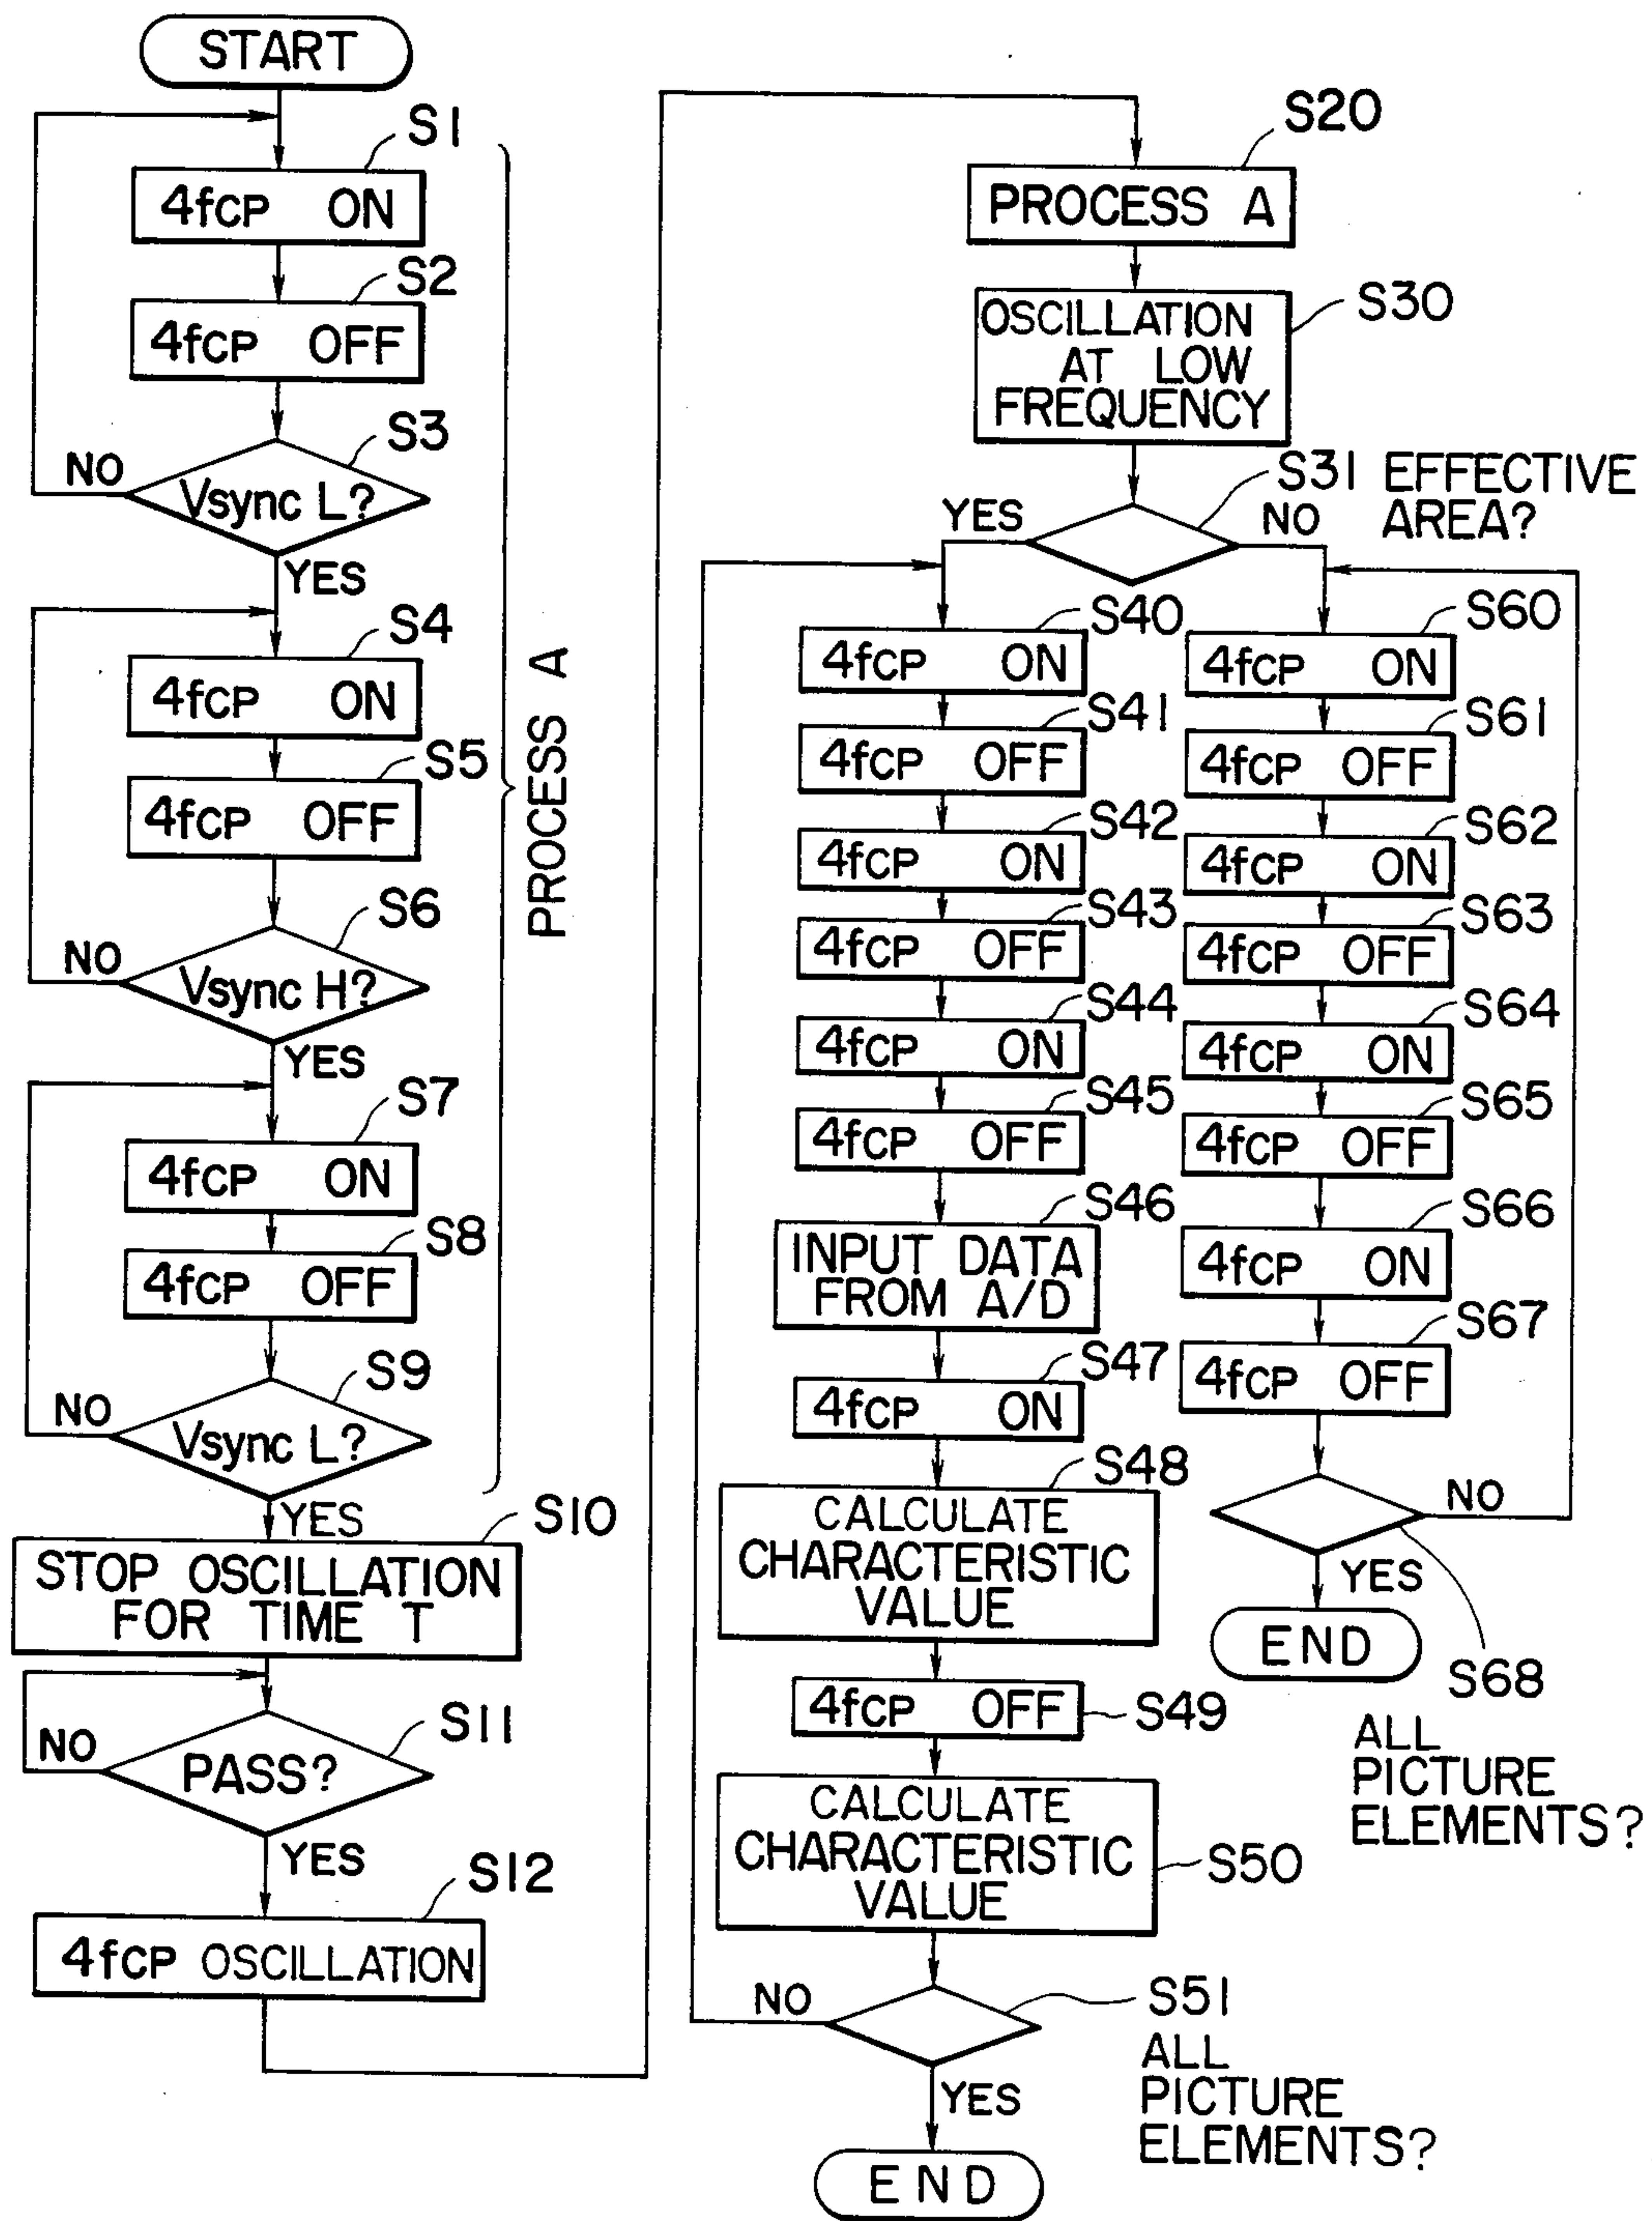 START
S1
4fCP ON
S2
4fCP OFF
S3
NO
Vsync L?
YES
S4
4fCP ON
S5
4fCP OFF
S6
NO
Vsync H?
YES
S7
4fCP ON
S8
4fCP OFF
S9
NO
Vsync L?
YES
PROCESS A
S10
STOP OSCILLATION
FOR TIME T
S11
NO
PASS?
YES
S12
4fCP OSCILLATION
S20
PROCESS A
S30
OSCILLATION
AT LOW
FREQUENCY
S31 EFFECTIVE
AREA?
YES
NO
S40
4fCP ON
S41
4fCP OFF
S42
4fCP ON
S43
4fCP OFF
S44
4fCP ON
S45
4fCP OFF
S46
INPUT DATA
FROM A/D
S47
4fCP ON
S48
CALCULATE
CHARACTERISTIC
VALUE
4fCP OFF
S49
CALCULATE
CHARACTERISTIC
VALUE
S50
NO
S51
ALL
PICTURE
ELEMENTS?
YES
END
S60
4fCP ON
S61
4fCP OFF
S62
4fCP ON
S63
4fCP OFF
S64
4fCP ON
S65
4fCP OFF
S66
4fCP ON
S67
4fCP OFF
NO
YES
END
S68
ALL
PICTURE
ELEMENTS?